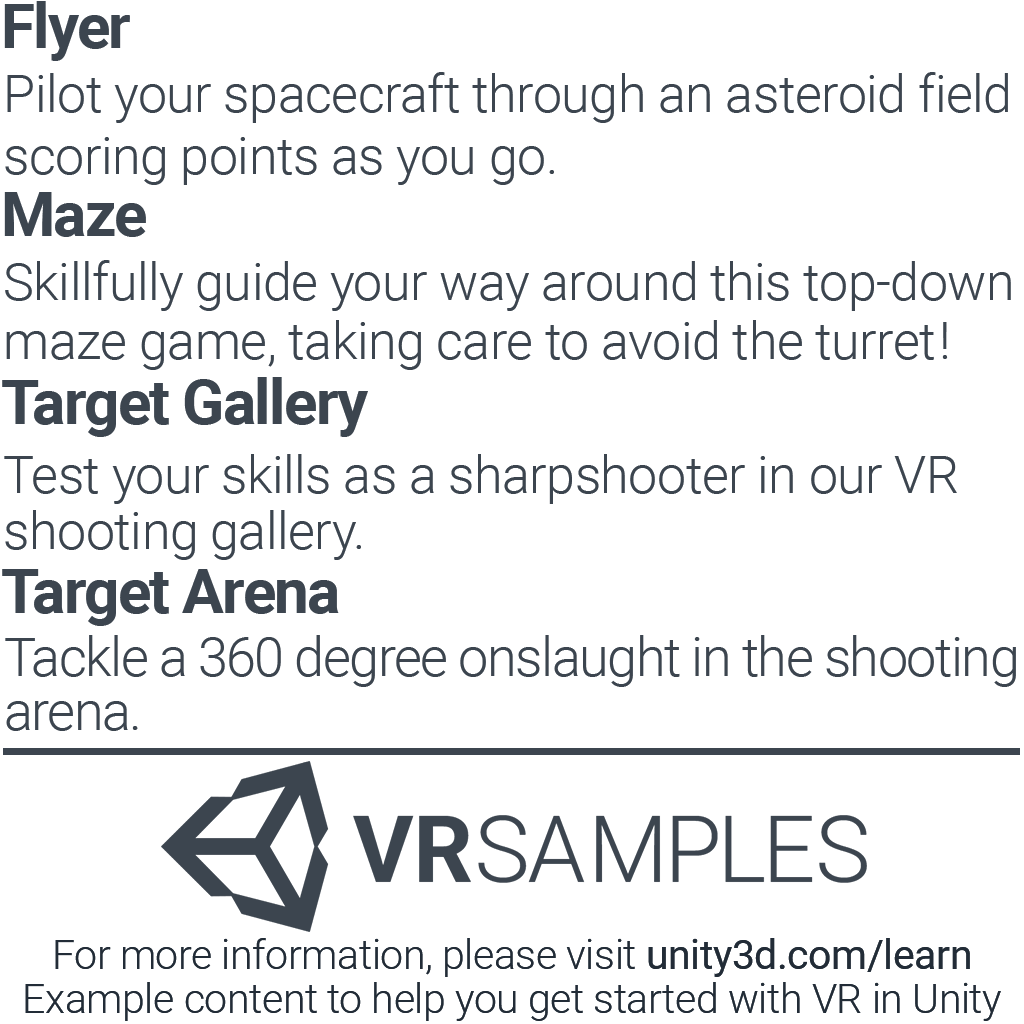 Flyer
Pilot your spacecraft through an asteroid field
scoring points as you go.
Maze
Skillfully guide your way around this top-down
maze game, taking care to avoid the turret!
Target Gallery
Test your skills as a sharpshooter in our VR
shooting gallery.
Target Arena
Tackle a 360 degree onslaught in the shooting
arena.
VRSAMPLES
For more information, please visit unity3d.com/learn
Example content to help you get started with VR in Unity